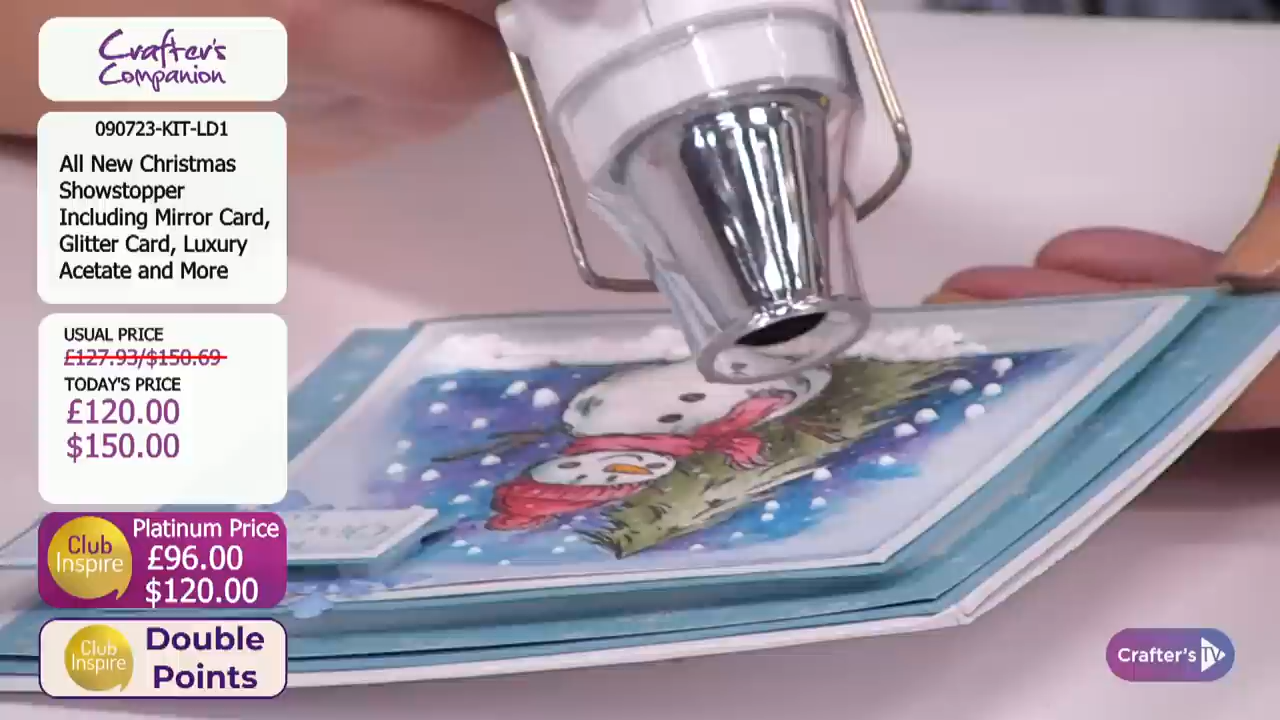 Crafter's
Companion
090723-KIT-LD1
All New Christmas
Showstopper
Including Mirror Card,
Glitter Card, Luxury
Acetate and More
USUAL PRICE
£127.93/$150.69
TODAY'S PRICE
£120.00
$150.00
Club
Inspire
Platinum Price
£96.00
$120.00
Club
Inspire
Double
Points
Crafter's TV